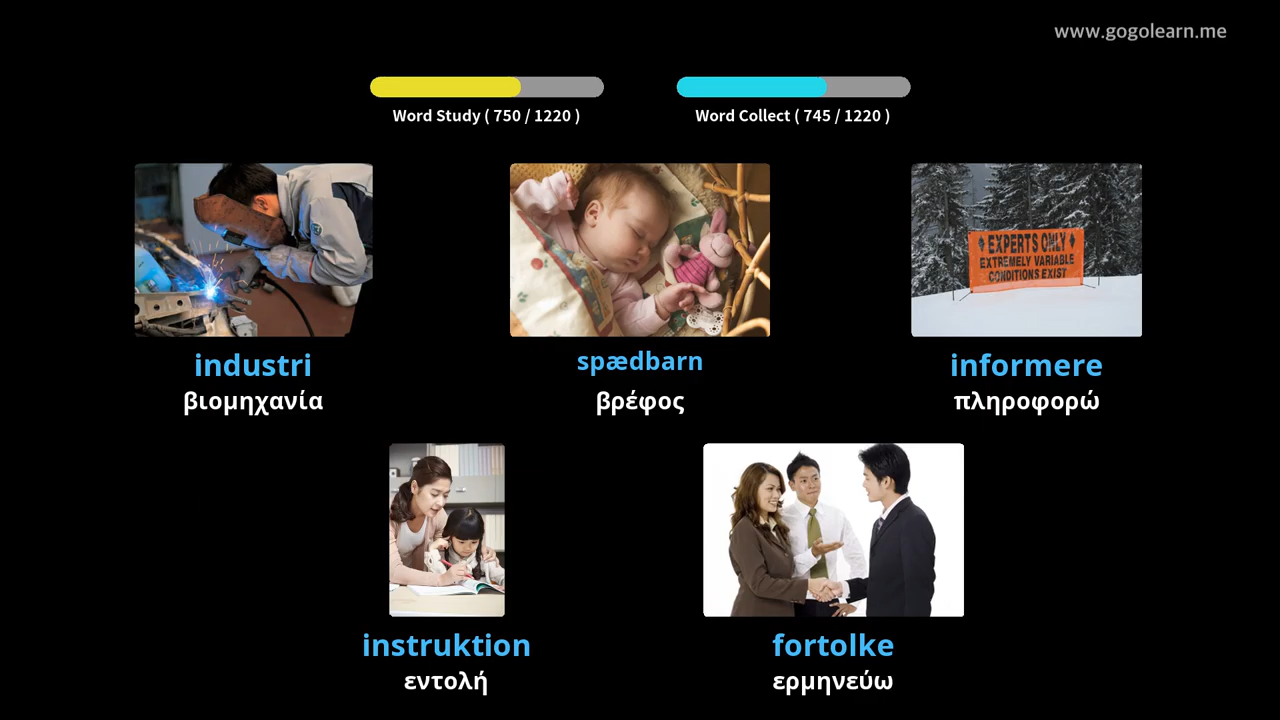 www.gogolearn.me
Word Study ( 750 / 1220 )
Word Collect ( 745 / 1220 )
EXPERTS ONLY
EXTREMELY VARIABLE
CONDITIONS EXIST
industri
βιομηχανία
spædbarn
βρέφος
informere
πληροφορώ
instruktion
εντολή
fortolke
ερμηνεύω